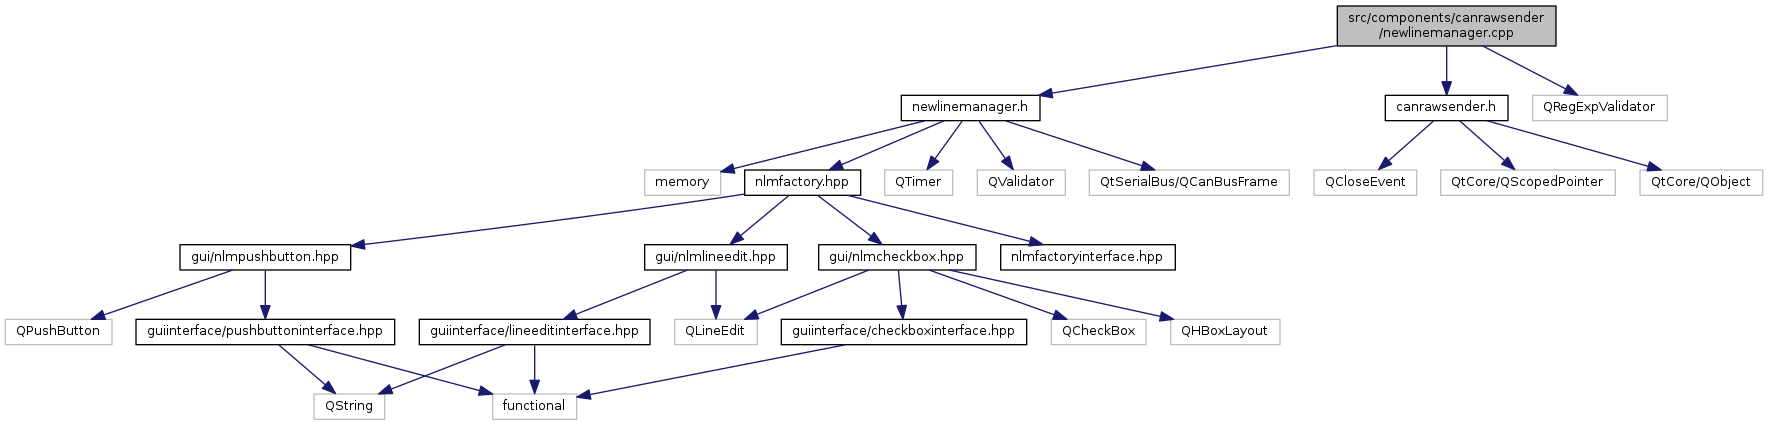 src/components/canrawsender
/newlinemanager.cpp
newlinemanager.h
canrawsender.h
QRegExpValidator
memory
nlmfactory.hpp
QTimer
QValidator
QtSerialBus/QCanBusFrame
QCloseEvent
QtCore/QScopedPointer
QtCore/QObject
gui/nlmpushbutton.hpp
gui/nlmlineedit.hpp
gui/nlmcheckbox.hpp
nlmfactoryinterface.hpp
QPushButton
guiinterface/pushbuttoninterface.hpp
guiinterface/lineeditinterface.hpp
QLineEdit
guiinterface/checkboxinterface.hpp
QCheckBox
QHBoxLayout
QString
functional